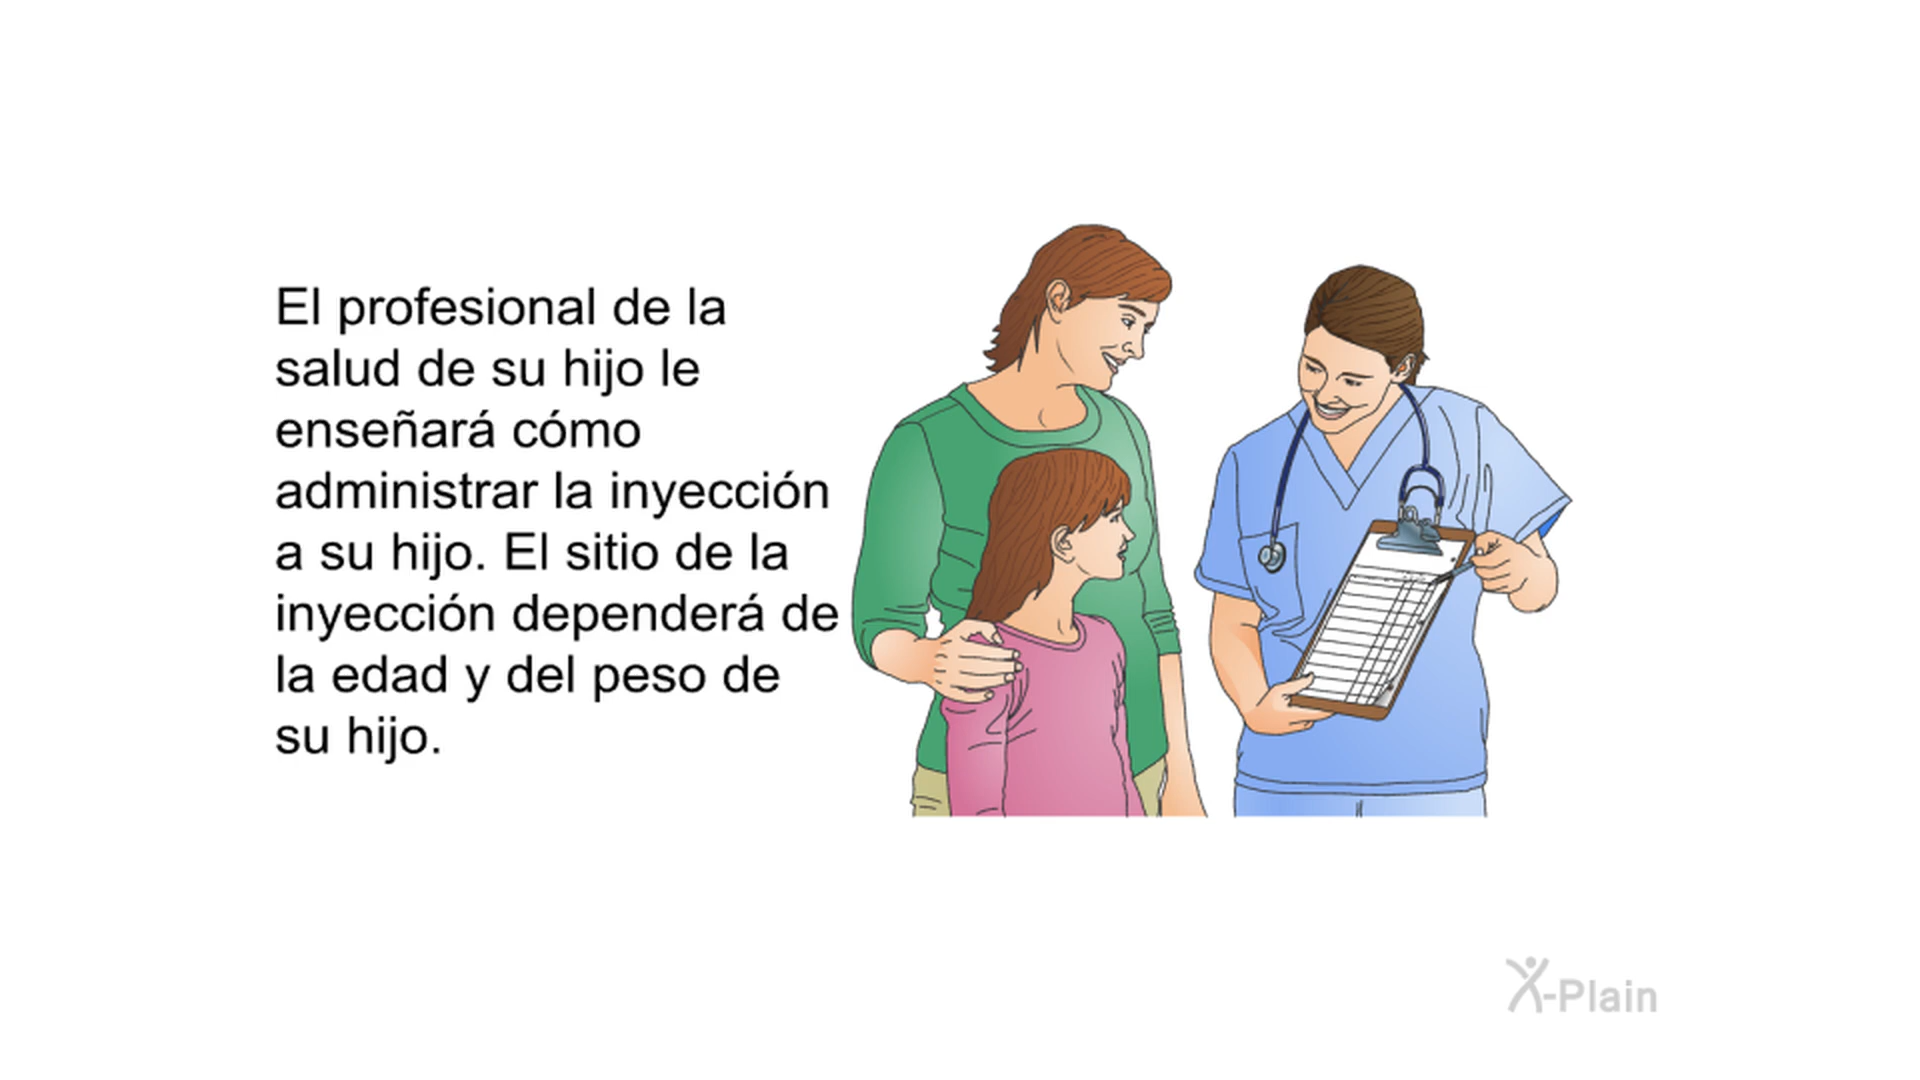 El profesional de la
salud de su hijo le
enseñará cómo
administrar la inyección
a su hijo. El sitio de la
inyección dependerá de
la edad y del peso de
su hijo.
X-Plain